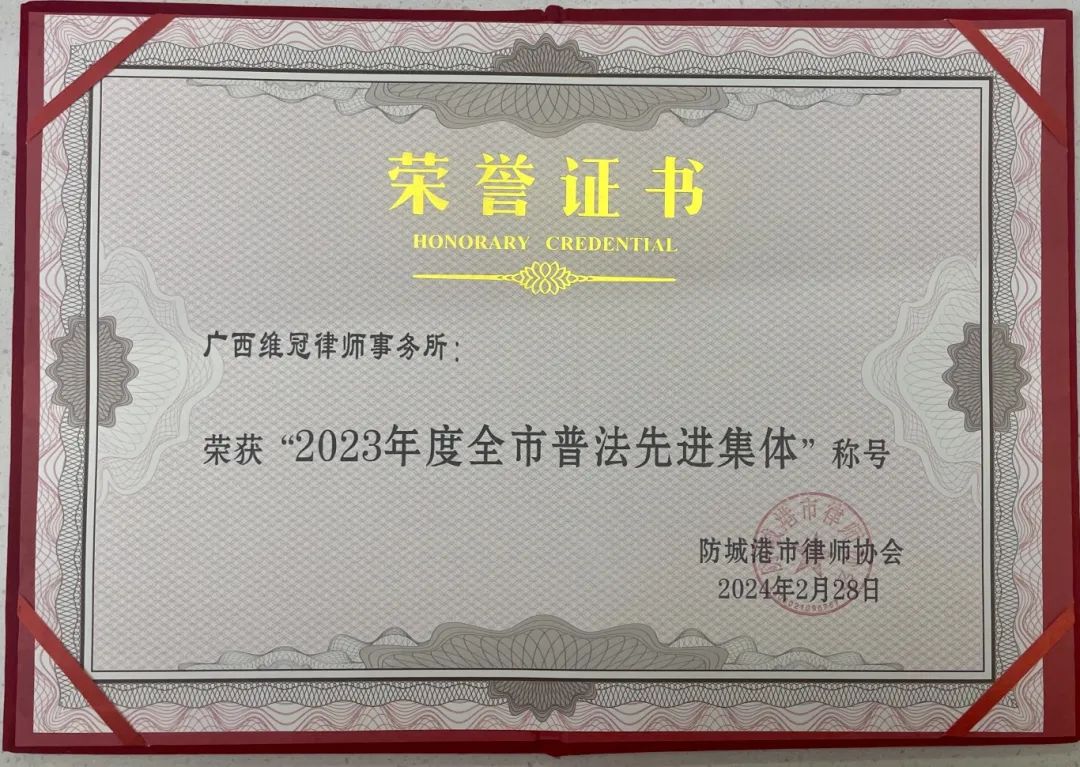 荣誉证书
HONORARY CREDENTIAL
广西维冠律师事务所：
荣获“2023年度全市普法先进集体”称号
防城港市律师协会
2024年2月28日